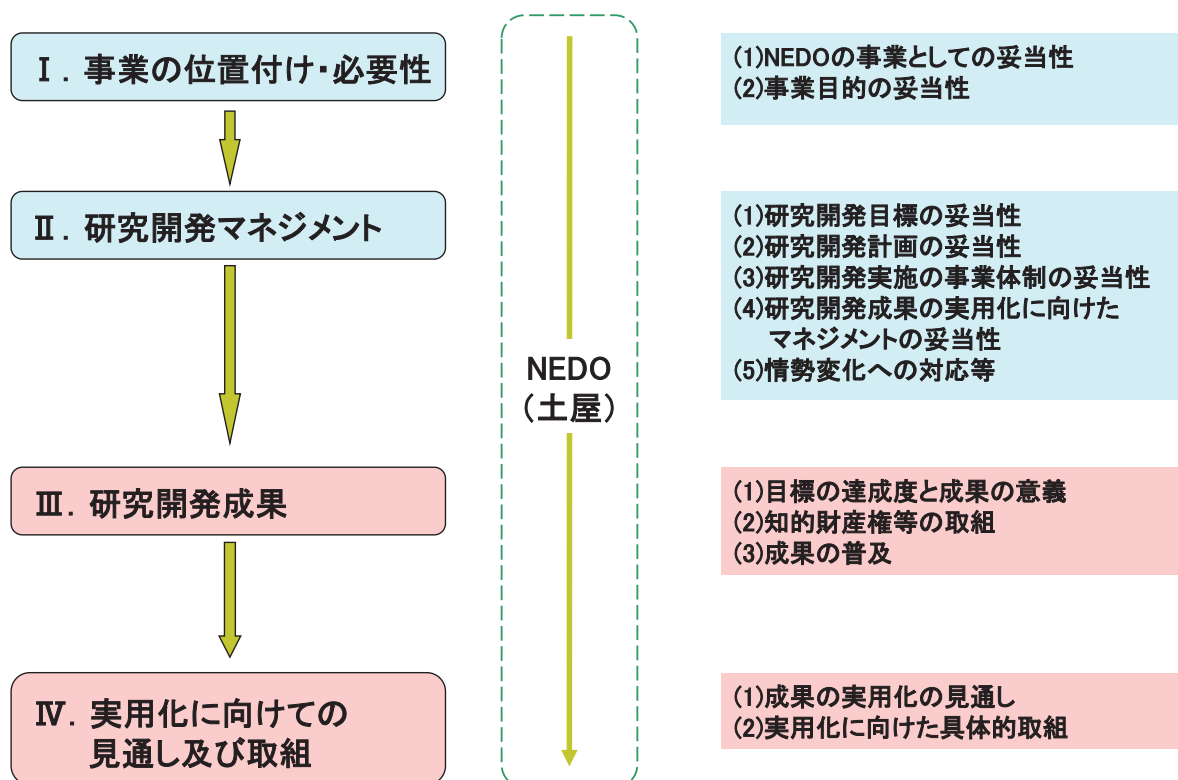 Ⅰ．事業の位置付け・必要性
(1)NEDOの事業としての妥当性
(2)事業目的の妥当性
Ⅱ．研究開発マネジメント
(1)研究開発目標の妥当性
(2)研究開発計画の妥当性
(3)研究開発実施の事業体制の妥当性
(4)研究開発成果の実用化に向けた
マネジメントの妥当性
(5)情勢変化への対応等
NEDO
（土屋）
Ⅲ．研究開発成果
(1)目標の達成度と成果の意義
(2)知的財産権等の取組
(3)成果の普及
Ⅳ．実用化に向けての
見通し及び取組
(1)成果の実用化の見通し
(2)実用化に向けた具体的取組